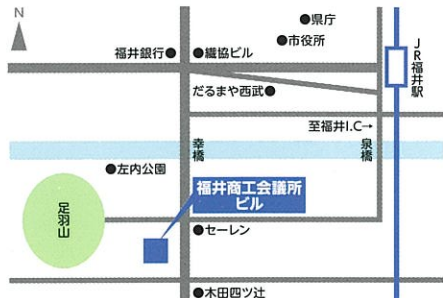 N
●県庁
●市役所
福井銀行●
●繊協ビル
JR福井駅
だるまや西武●
至福井I.C→
幸橋
泉橋
●左内公園
足羽山
福井商工会議所
ビル
●セーレン
●木田四ツ辻